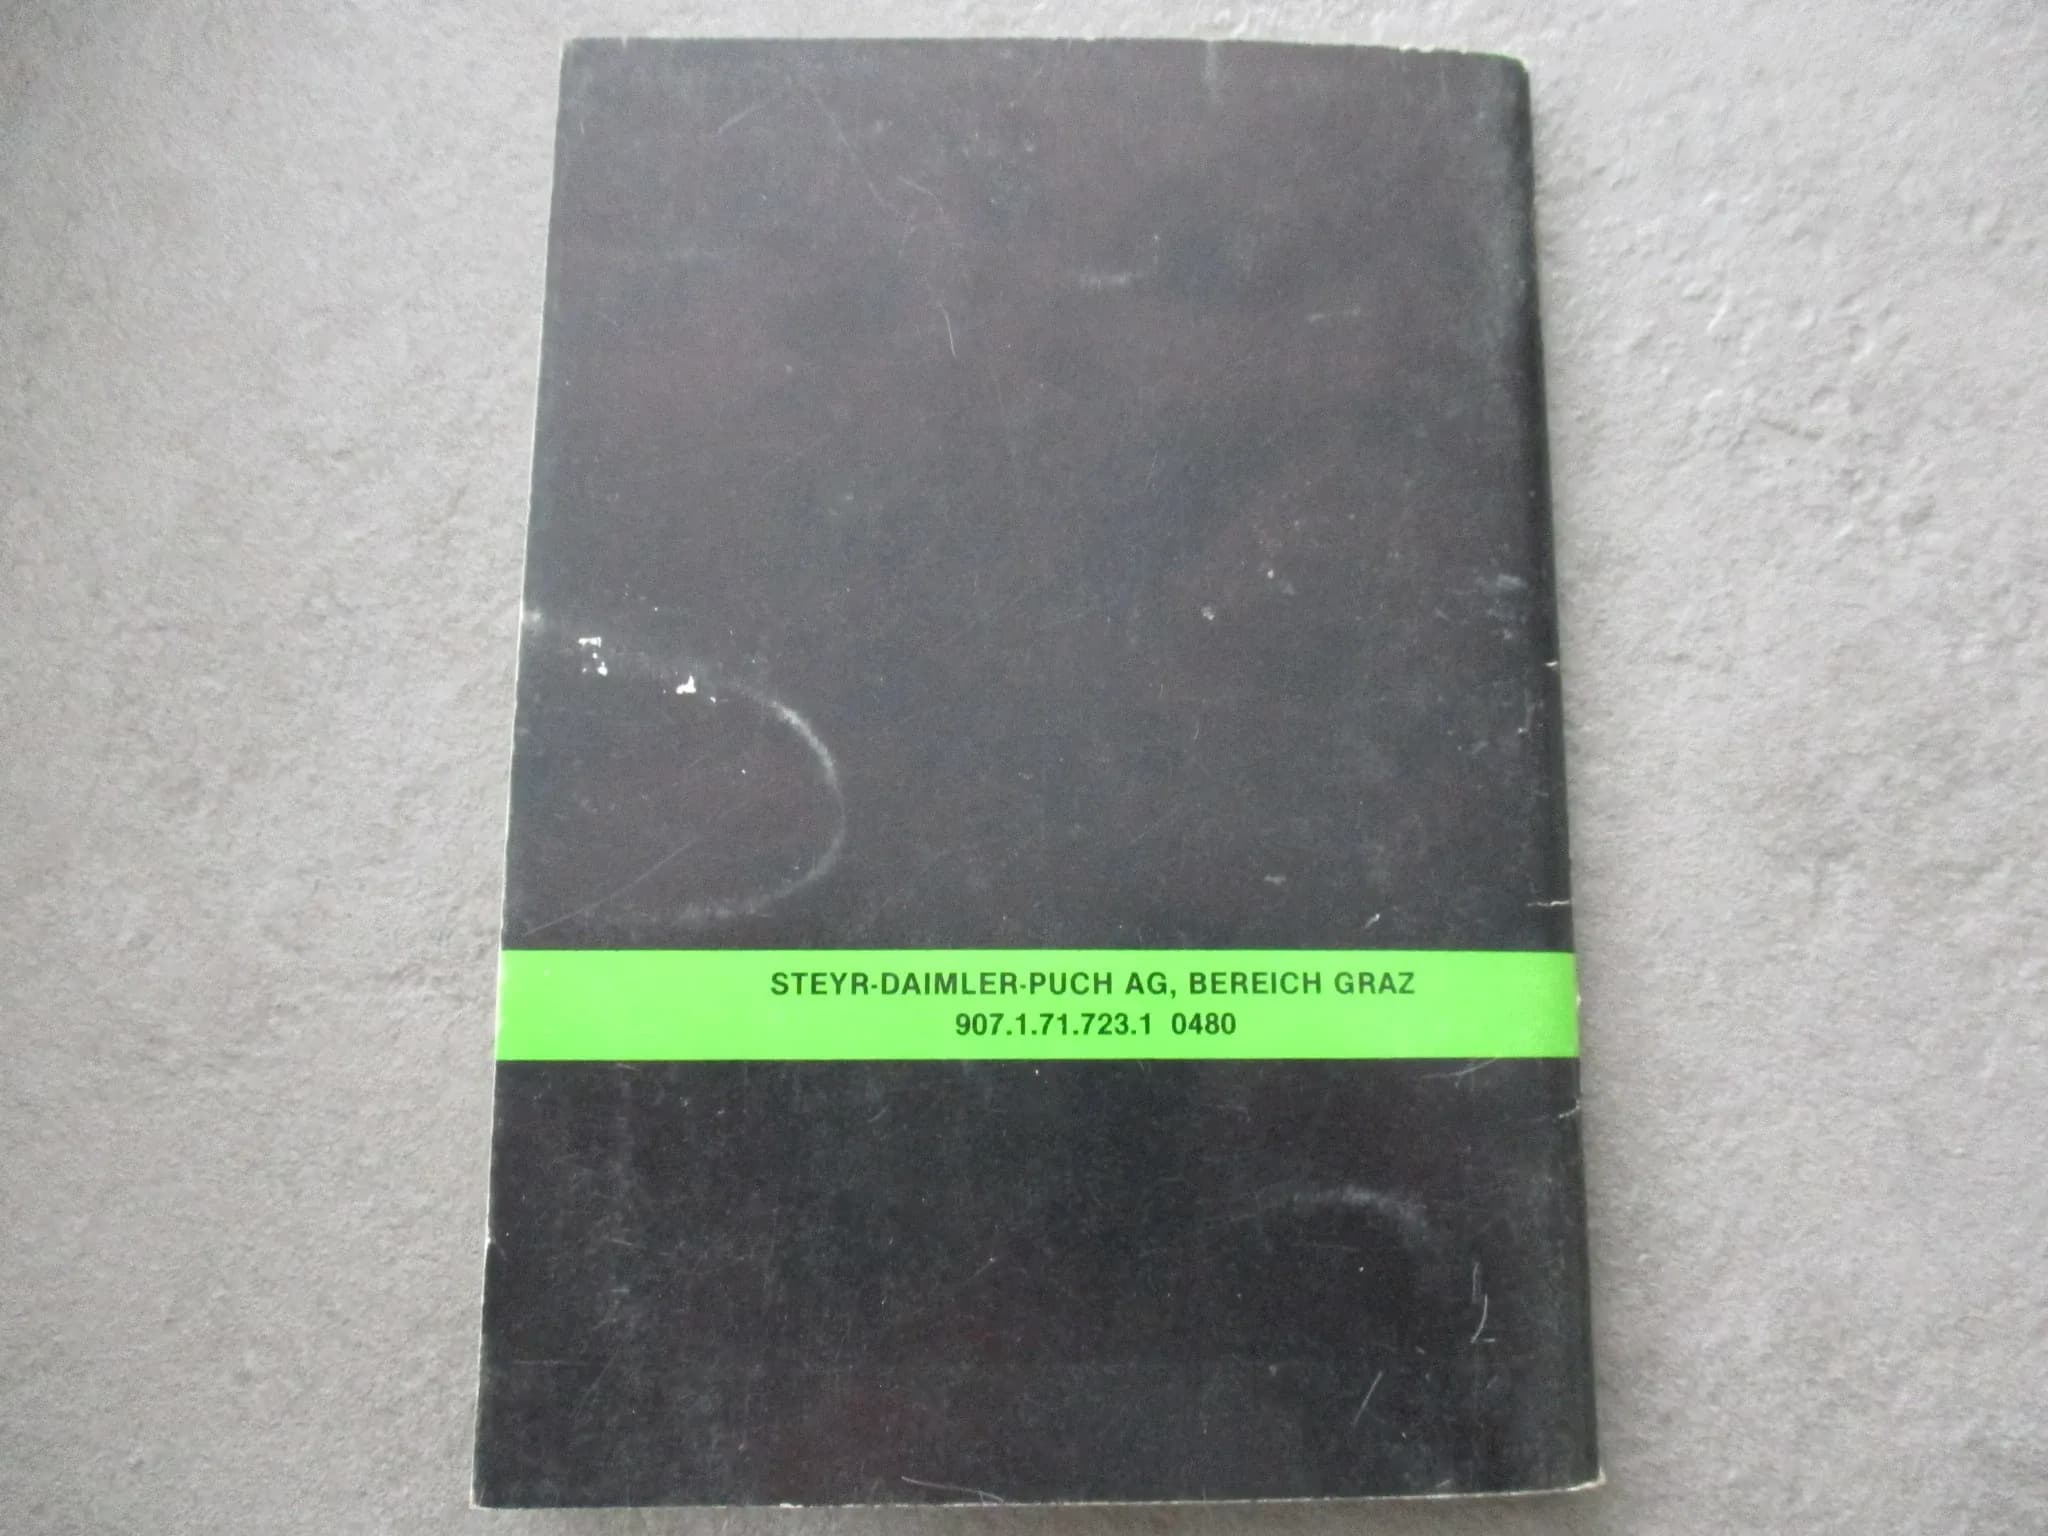 STEYR-DAIMLER-PUCH AG, BEREICH GRAZ
907.1.71.723.1 0480